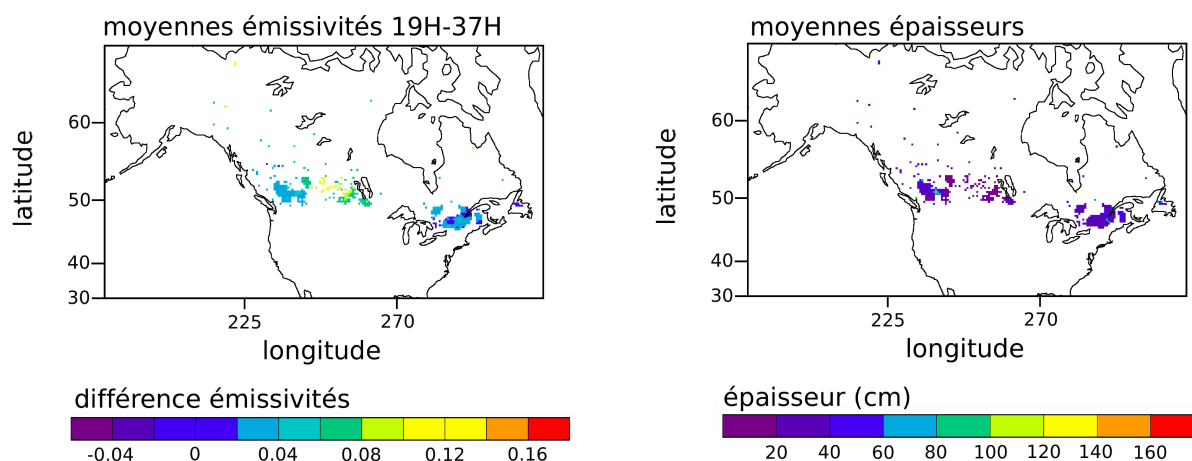 moyennes émissivités 19H-37H
latitude
60
50
40
30
225 270
longitude
différence émissivités
-0.04 0 0.04 0.08 0.12 0.16
moyennes épaisseurs
latitude
60
50
40
30
225 270
longitude
épaisseur (cm)
20 40 60 80 100 120 140 160